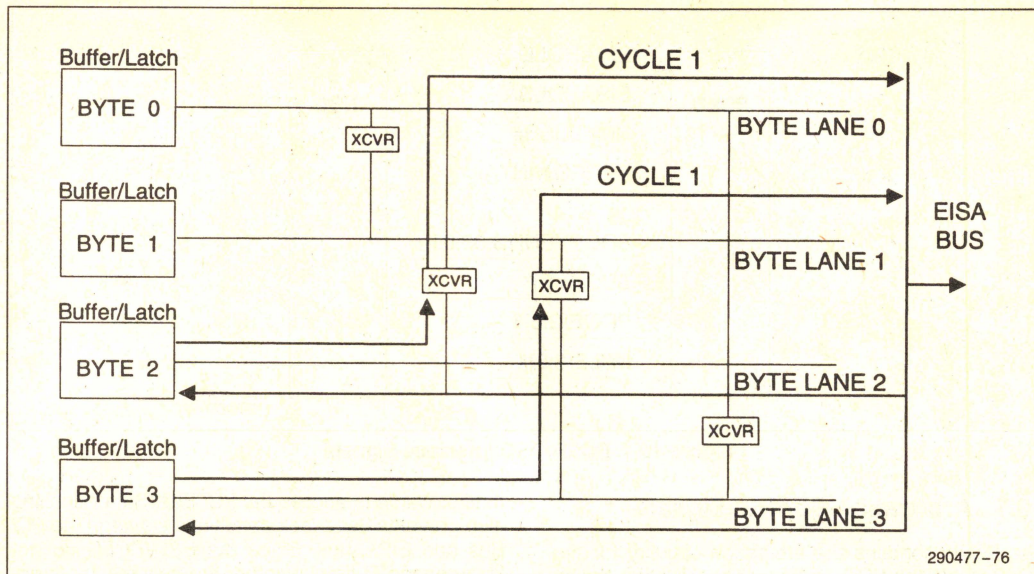 Buffer/Latch
BYTE 0
CYCLE 1
XCVR
BYTE LANE 0
Buffer/Latch
BYTE 1
CYCLE 1
EISA
BUS
BYTE LANE 1
XCVR
XCVR
Buffer/Latch
BYTE 2
BYTE LANE 2
XCVR
Buffer/Latch
BYTE 3
BYTE LANE 3
290477-76